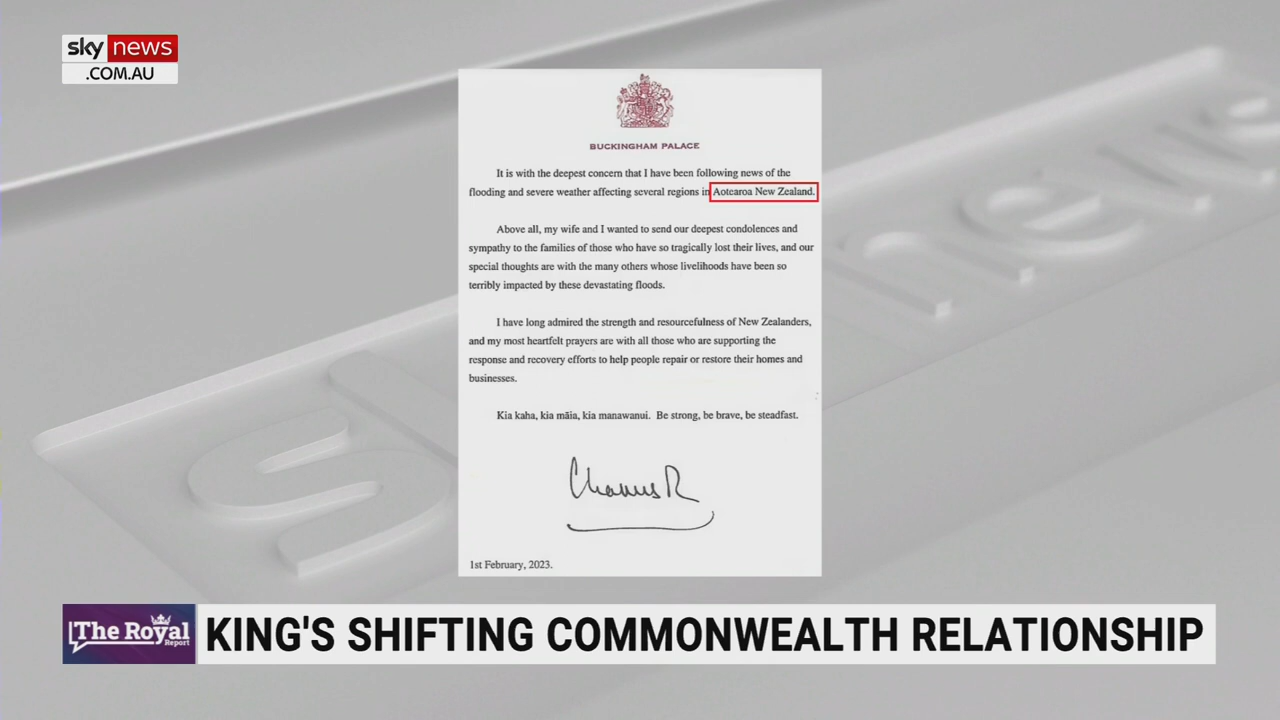 sky news
.COM.AU
BUCKINGHAM PALACE
It is with the deepest concern that I have been following news of the
flooding and severe weather affecting several regions in Aotearoa New Zealand.
Above all, my wife and I wanted to send our deepest condolences and
sympathy to the families of those who have so tragically lost their lives, and our
special thoughts are with the many others whose livelihoods have been so
terribly impacted by these devastating floods.
I have long admired the strength and resourcefulness of New Zealanders,
and my most heartfelt prayers are with all those who are supporting the
response and recovery efforts to help people repair or restore their homes and
businesses.
Kia kaha, kia māia, kia manawanui. Be strong, be brave, be steadfast.
Charles R
1st February, 2023.
The Royal
Report
KING'S SHIFTING COMMONWEALTH RELATIONSHIP